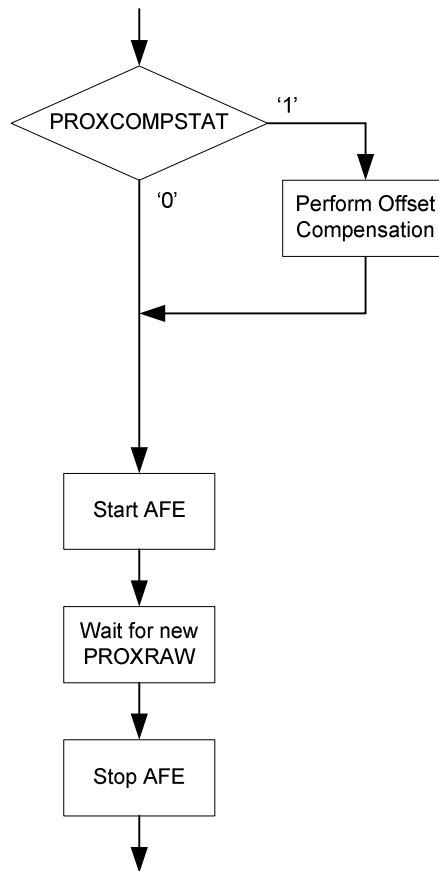 PROXCOMPSTAT
‘1’
‘0’
Perform Offset
Compensation
Start AFE
Wait for new
PROXRAW
Stop AFE